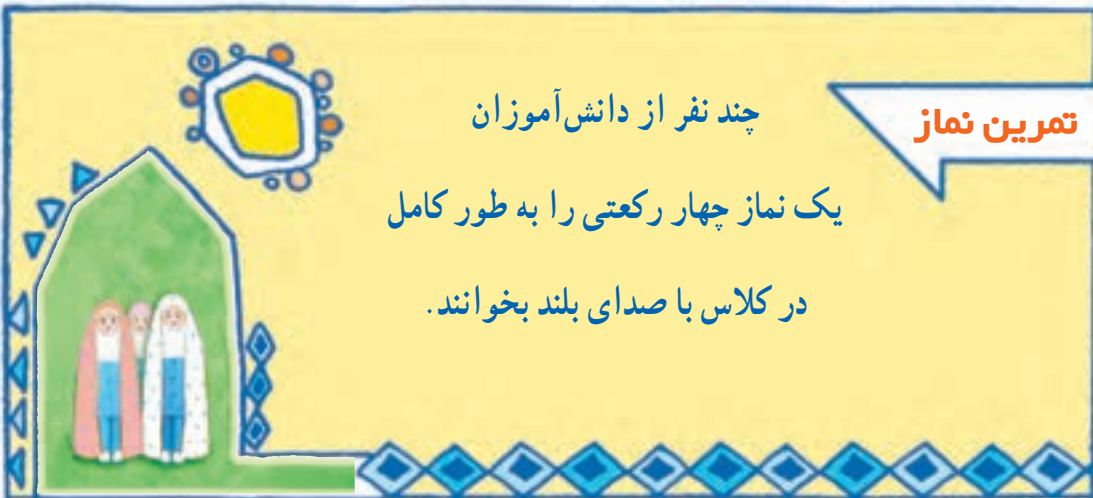 تمرین نماز
چند نفر از دانش‌آموزان
یک نماز چهار رکعتی را به طور کامل
در کلاس با صدای بلند بخوانند.